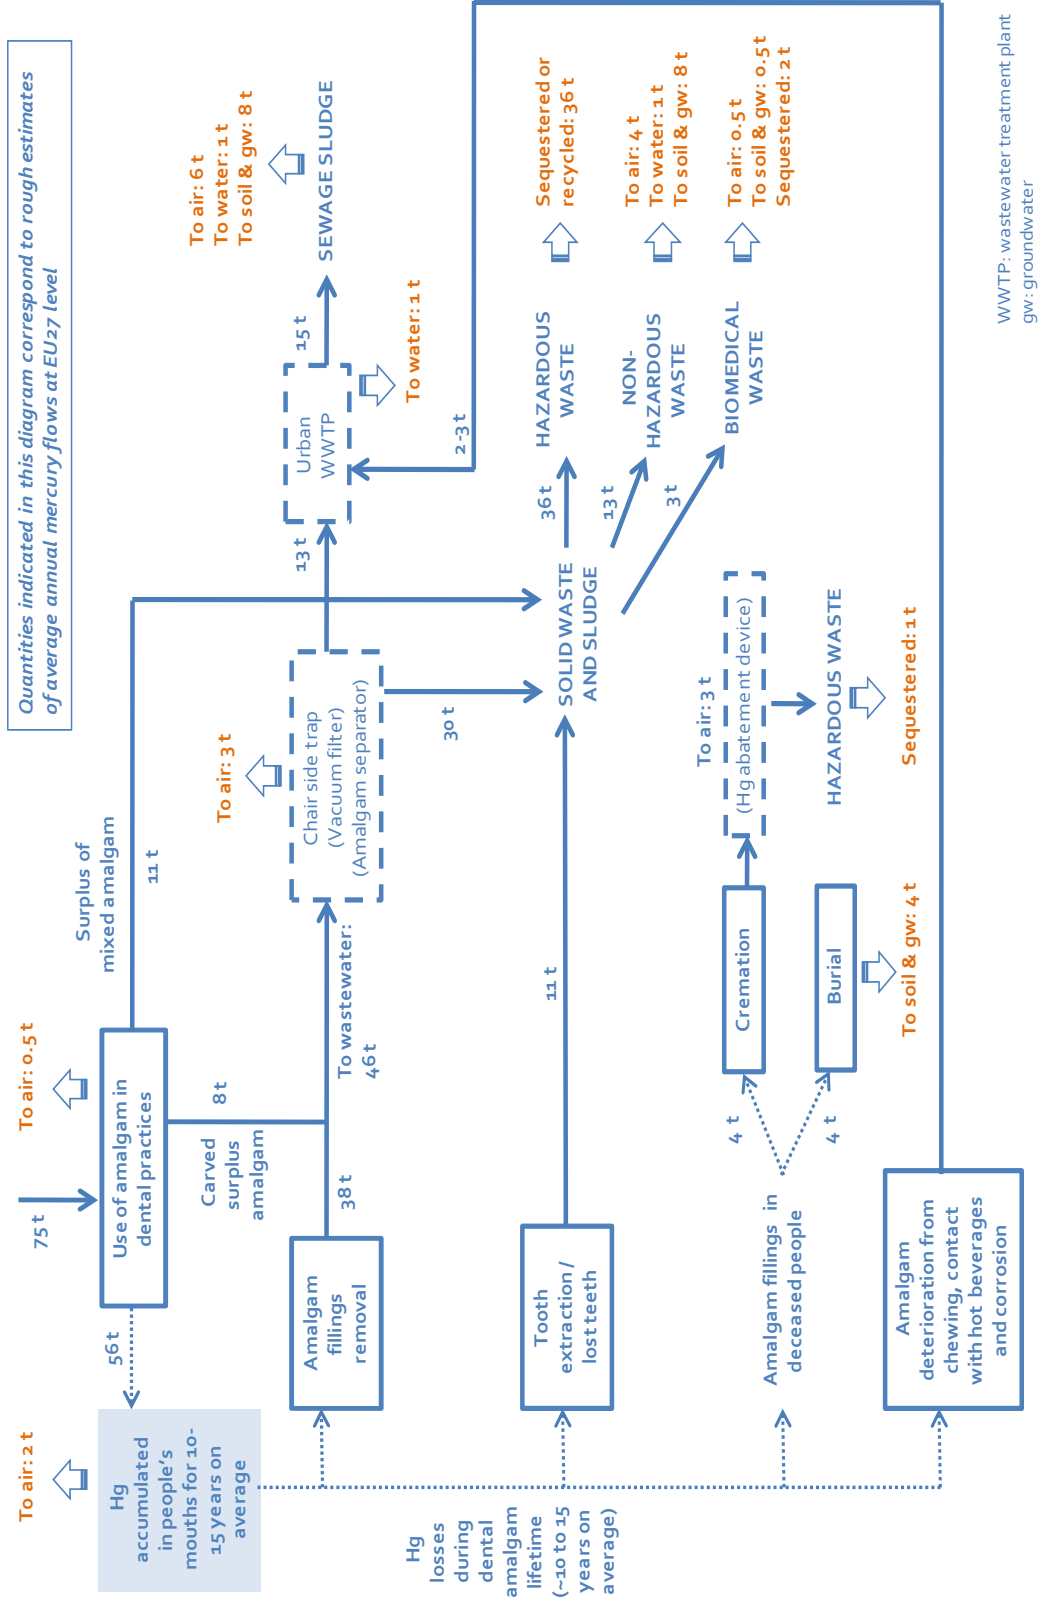 Quantities indicated in this diagram correspond to rough estimates
of average annual mercury flows at EU27 level
To air: 2 t
Hg
accumulated
in people's
mouths for 10-
15 years on
average
56 t
75 t
To air: 0.5 t
Use of amalgam in
dental practices
Surplus of
mixed amalgam
11 t
Carved
surplus
amalgam
8 t
Amalgam
fillings
removal
38 t
To wastewater:
46 t
To air: 3 t
Chair side trap
(Vacuum filter)
(Amalgam separator)
30 t
13 t
Urban
WWTP
To water: 1 t
15 t
SEWAGE SLUDGE
To air: 6 t
To water: 1 t
To soil & gw: 8 t
2-3 t
Hg
losses
during
dental
amalgam
lifetime
(~10 to 15
years on
average)
Tooth
extraction /
lost teeth
11 t
SOLID WASTE
AND SLUDGE
36 t
13 t
3 t
HAZARDOUS
WASTE
Sequestered or
recycled: 36 t
NON-
HAZARDOUS
WASTE
To air: 4 t
To water: 1 t
To soil & gw: 8 t
BIOMEDICAL
WASTE
To air: 0.5 t
To soil & gw: 0.5 t
Sequestered: 2 t
Amalgam fillings in
deceased people
4 t
4 t
Cremation
Burial
To soil & gw: 4 t
To air: 3 t
(Hg abatement device)
HAZARDOUS WASTE
Sequestered: 1 t
Amalgam
deterioration from
chewing, contact
with hot beverages
and corrosion
WWTP: wastewater treatment plant
gw: groundwater